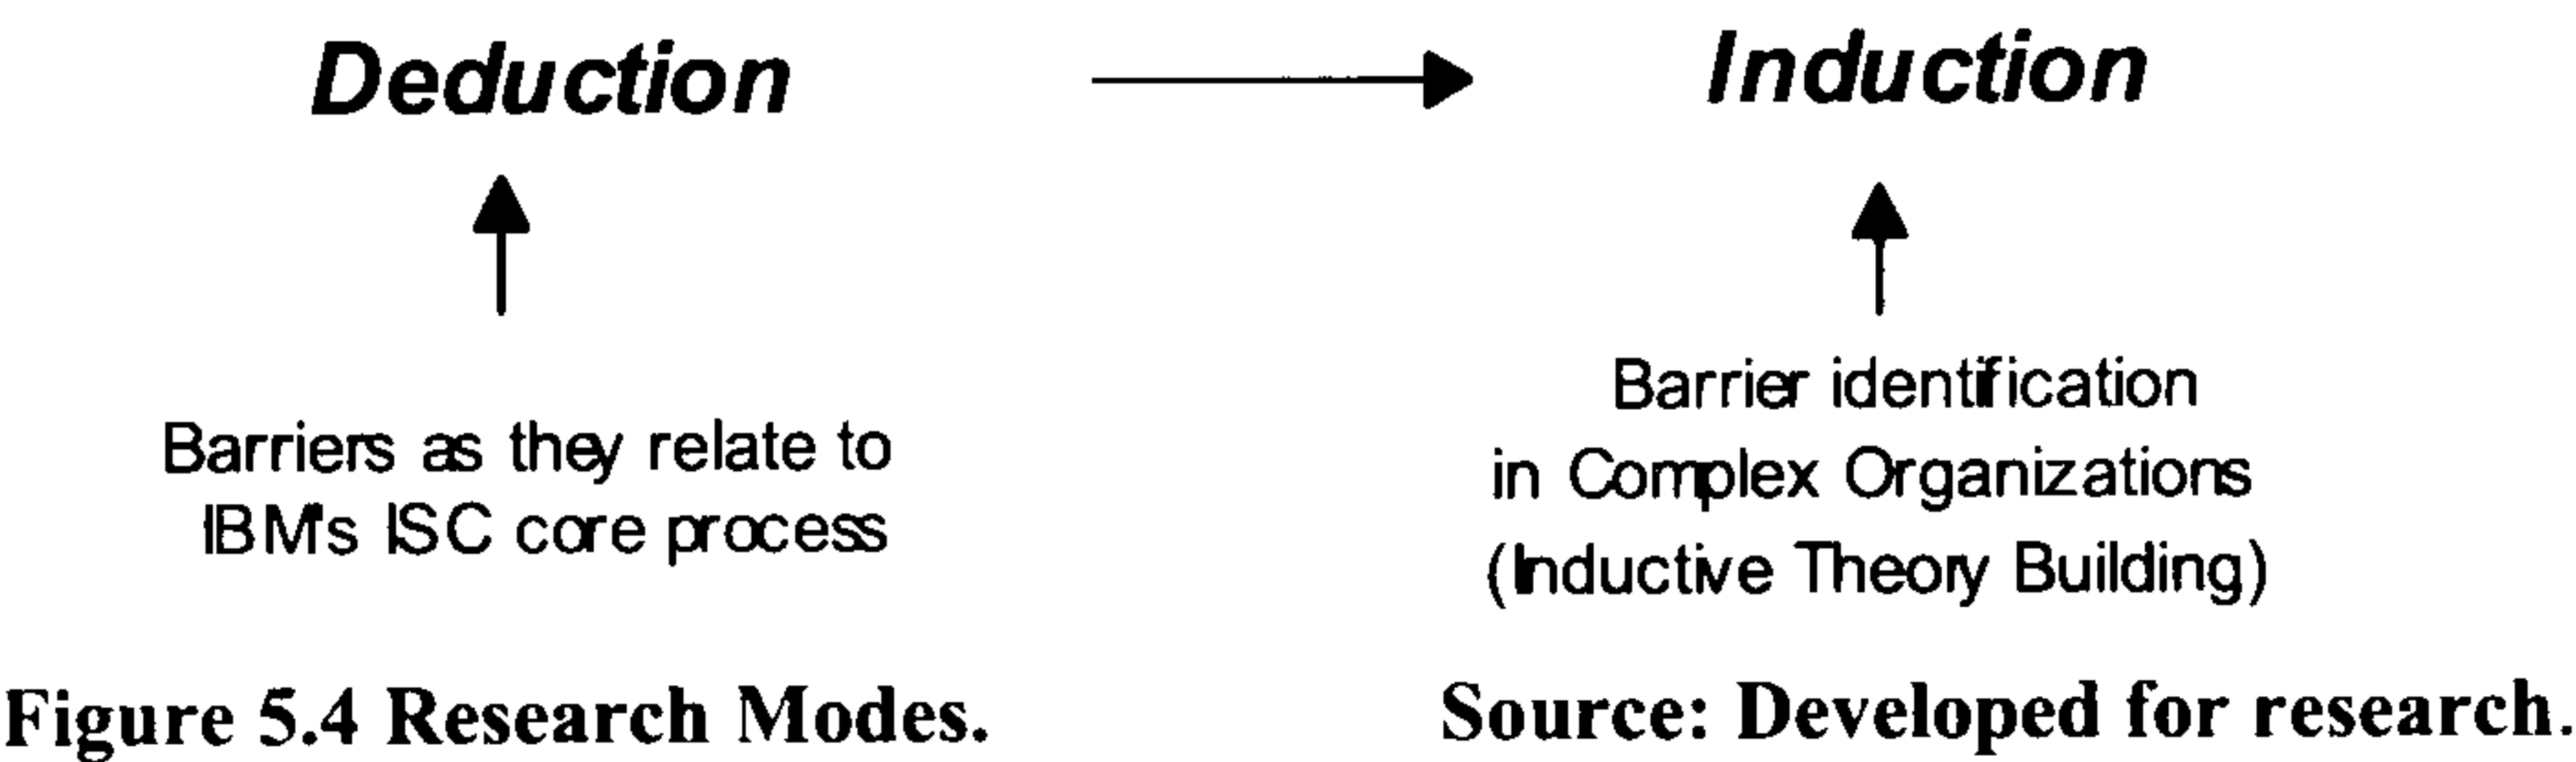 Deduction
Induction
Barriers as they relate to
IBM's ISC core process
Barrier identification
in Complex Organizations
(Inductive Theory Building)
Figure 5.4 Research Modes.
Source: Developed for research.